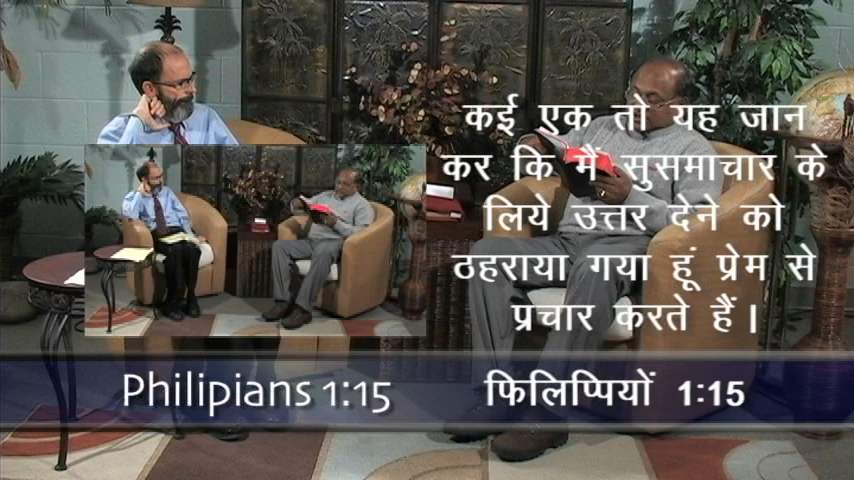 कई एक तो यह जान
कर कि मैं सुसमाचार के
लिये उत्तर देने को
ठहराया गया हूं प्रेम से
प्रचार करते हैं।
Philipians 1:15
फिलिप्पियों 1:15